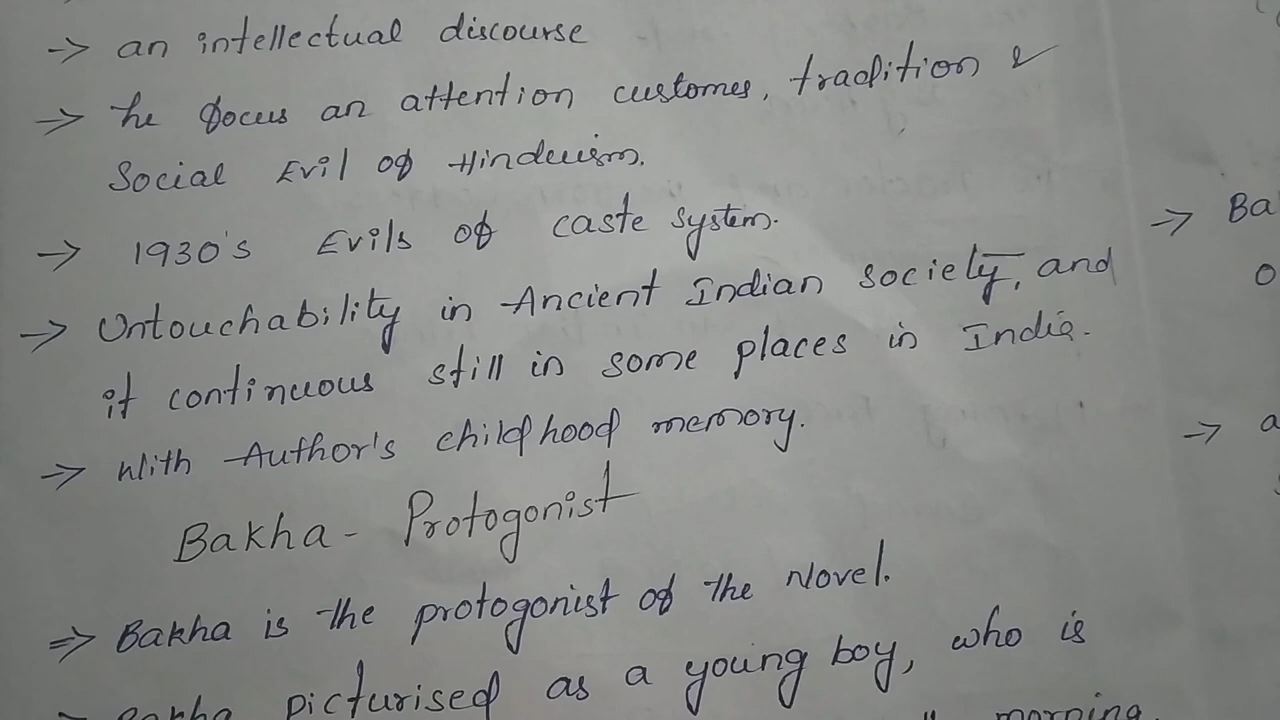 → an intellectual discourse
→ he focus an attention customes, tradition &
Social Evil of Hinduism.
→ 1930's Evils of caste system.
→ Untouchability in Ancient Indian society, and
it continuous still in some places in India.
→ With Author's childhood memory.
Bakha - Protogonist
⇒ Bakha is the protogonist of the Novel.
Bakha picturised as a young boy, who is
morning.
→ Ba
o
→ a